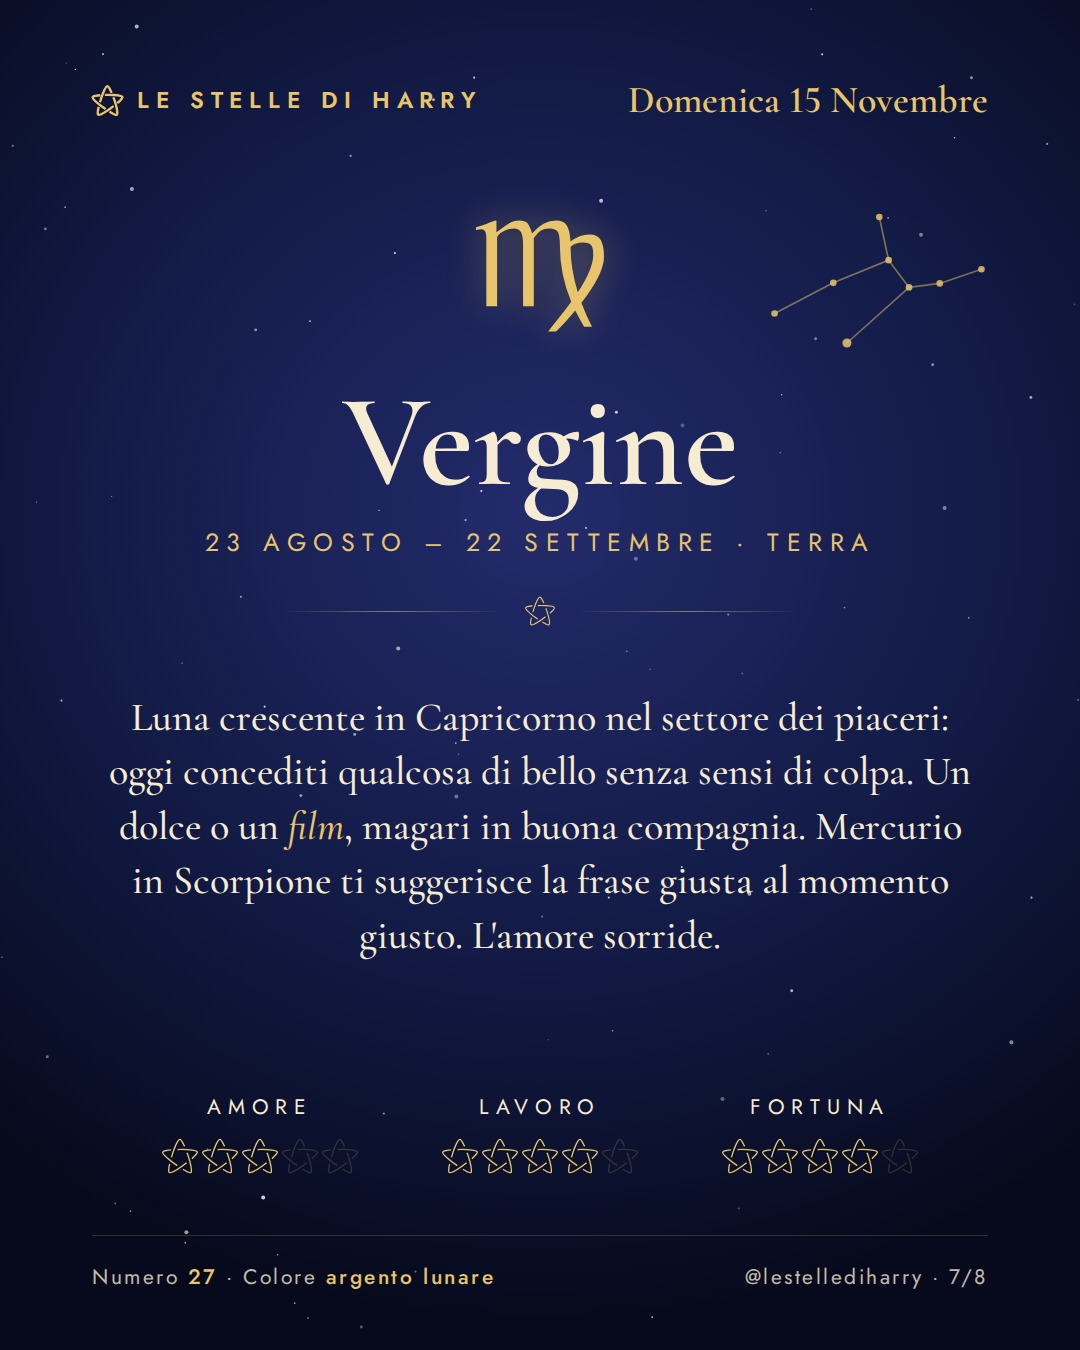 LE STELLE DI HARRY
Domenica 15 Novembre
♍
Vergine
23 AGOSTO – 22 SETTEMBRE · TERRA
Luna crescente in Capricorno nel settore dei piaceri:
oggi concediti qualcosa di bello senza sensi di colpa. Un
dolce o un film, magari in buona compagnia. Mercurio
in Scorpione ti suggerisce la frase giusta al momento
giusto. L'amore sorride.
AMORE
LAVORO
FORTUNA
Numero 27 · Colore argento lunare
@lestellediharry · 7/8